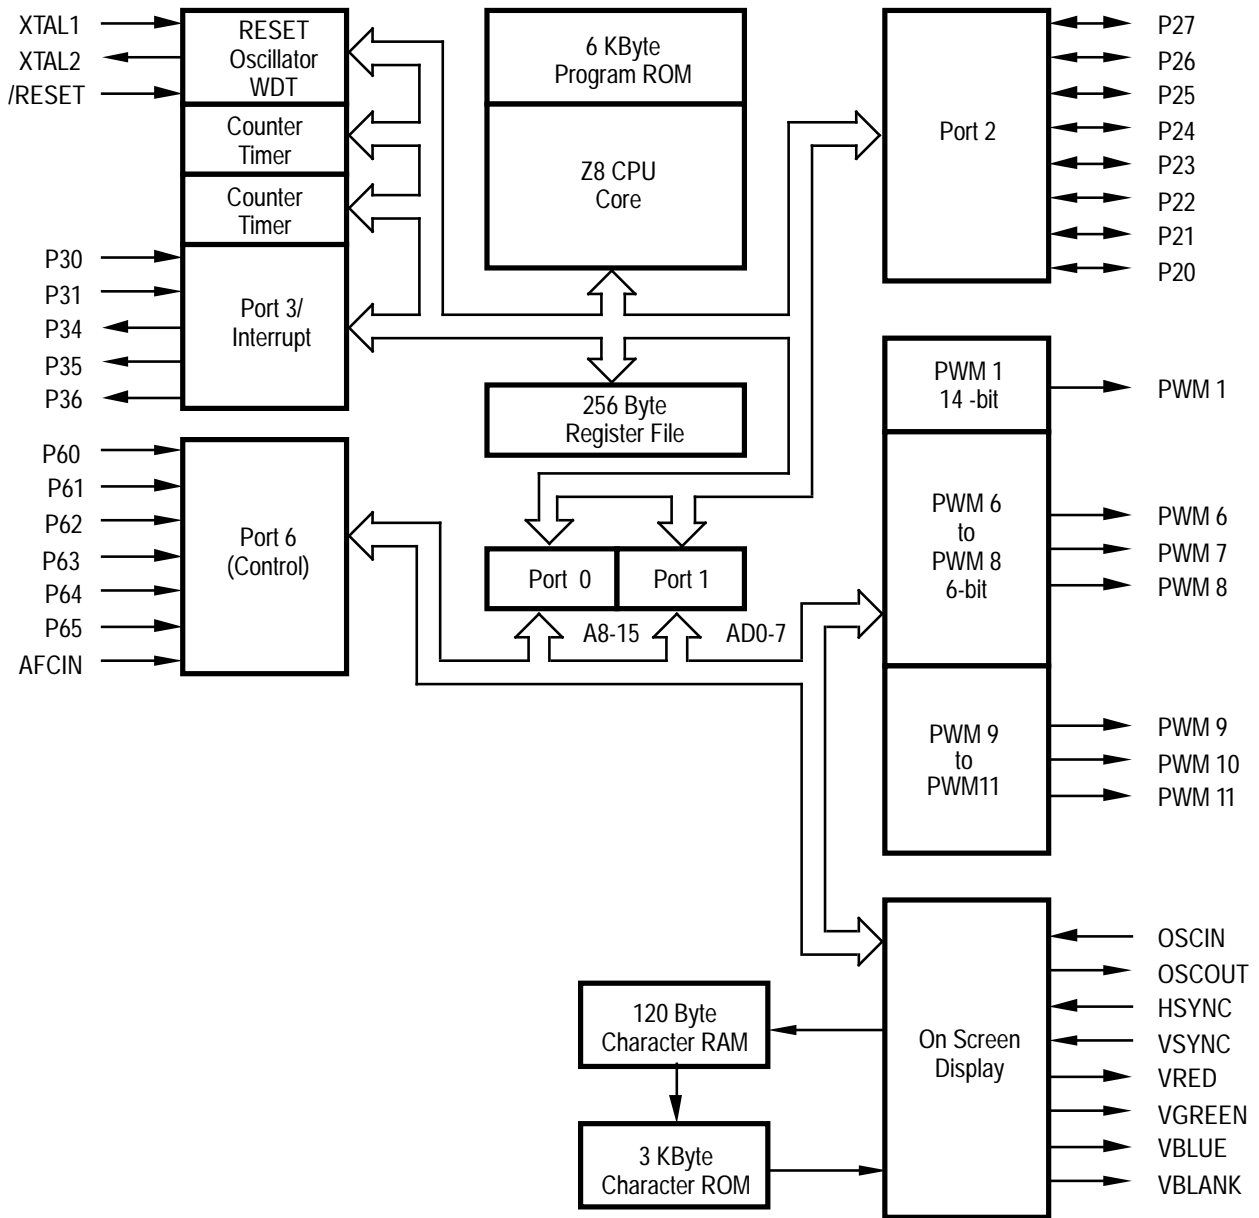 XTAL1
XTAL2
/RESET
RESET
Oscillator
WDT
Counter
Timer
Counter
Timer
P30
P31
P34
P35
P36
Port 3/
Interrupt
P60
P61
P62
P63
P64
P65
AFCIN
Port 6
(Control)
6 KByte
Program ROM
Z8 CPU
Core
256 Byte
Register File
Port 0
Port 1
A8-15
AD0-7
Port 2
P27
P26
P25
P24
P23
P22
P21
P20
PWM 1
14 -bit
PWM 1
PWM 6
to
PWM 8
6-bit
PWM 6
PWM 7
PWM 8
PWM 9
to
PWM11
PWM 9
PWM 10
PWM 11
120 Byte
Character RAM
3 KByte
Character ROM
On Screen
Display
OSCIN
OSCOUT
HSYNC
VSYNC
VRED
VGREEN
VBLUE
VBLANK